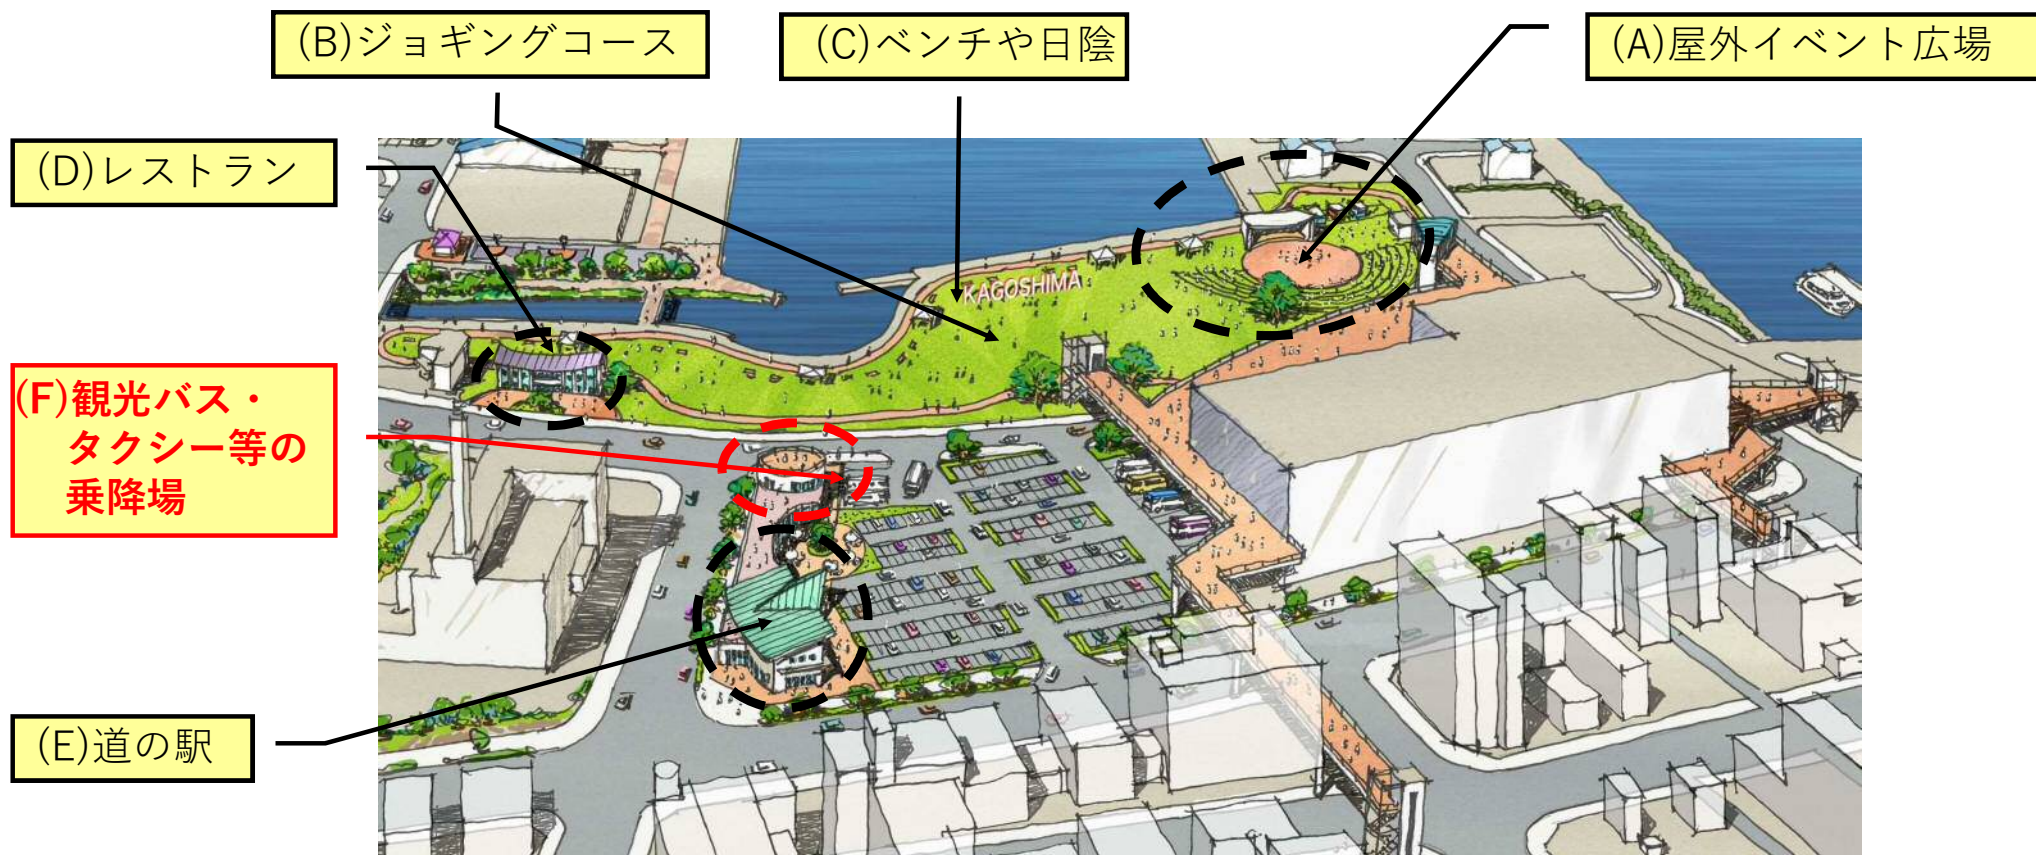 (B)ジョギングコース
(C)ベンチや日陰
(A)屋外イベント広場
(D)レストラン
KAGOSHIMA
(F)観光バス・
タクシー等の
乗降場
(E)道の駅